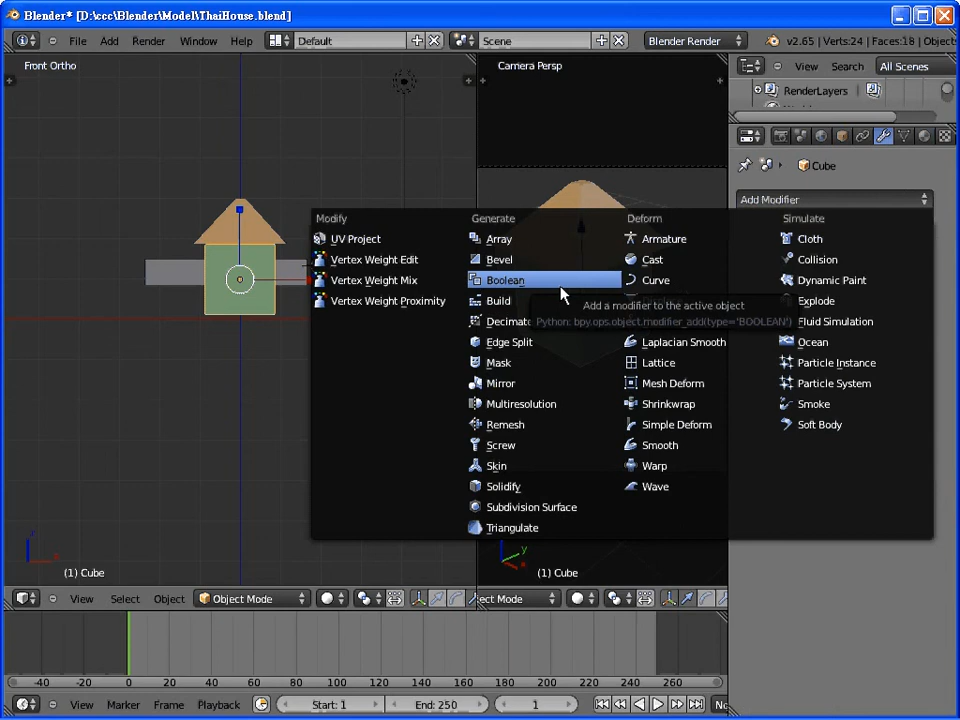 Blender* [D:\ccc\Blender\Model\ThaiHouse.blend]
File Add Render Window Help Default Scene Blender Render v2.65 | Verts:24 | Faces:18 | Objects
Front Ortho
Camera Persp
View Search All Scenes
RenderLayers
Cube
Add Modifier
Modify Generate Deform Simulate
UV Project Array Armature Cloth
Vertex Weight Edit Bevel Cast Collision
Vertex Weight Mix Boolean Curve Dynamic Paint
Vertex Weight Proximity Build Explode
Add a modifier to the active object
Decimate Fluid Simulation
Python: bpy.ops.object.modifier_add(type='BOOLEAN')
Edge Split Laplacian Smooth Ocean
Mask Lattice Particle Instance
Mirror Mesh Deform Particle System
Multiresolution Shrinkwrap Smoke
Remesh Simple Deform Soft Body
Screw Smooth
Skin Warp
Solidify Wave
Subdivision Surface
Triangulate
(1) Cube
(1) Cube
View Select Object Object Mode ect Mode
-40 -20 0 20 40 60 80 100 120 140 160 180 200 220 240 260
View Marker Frame Playback Start: 1 End: 250 1 No